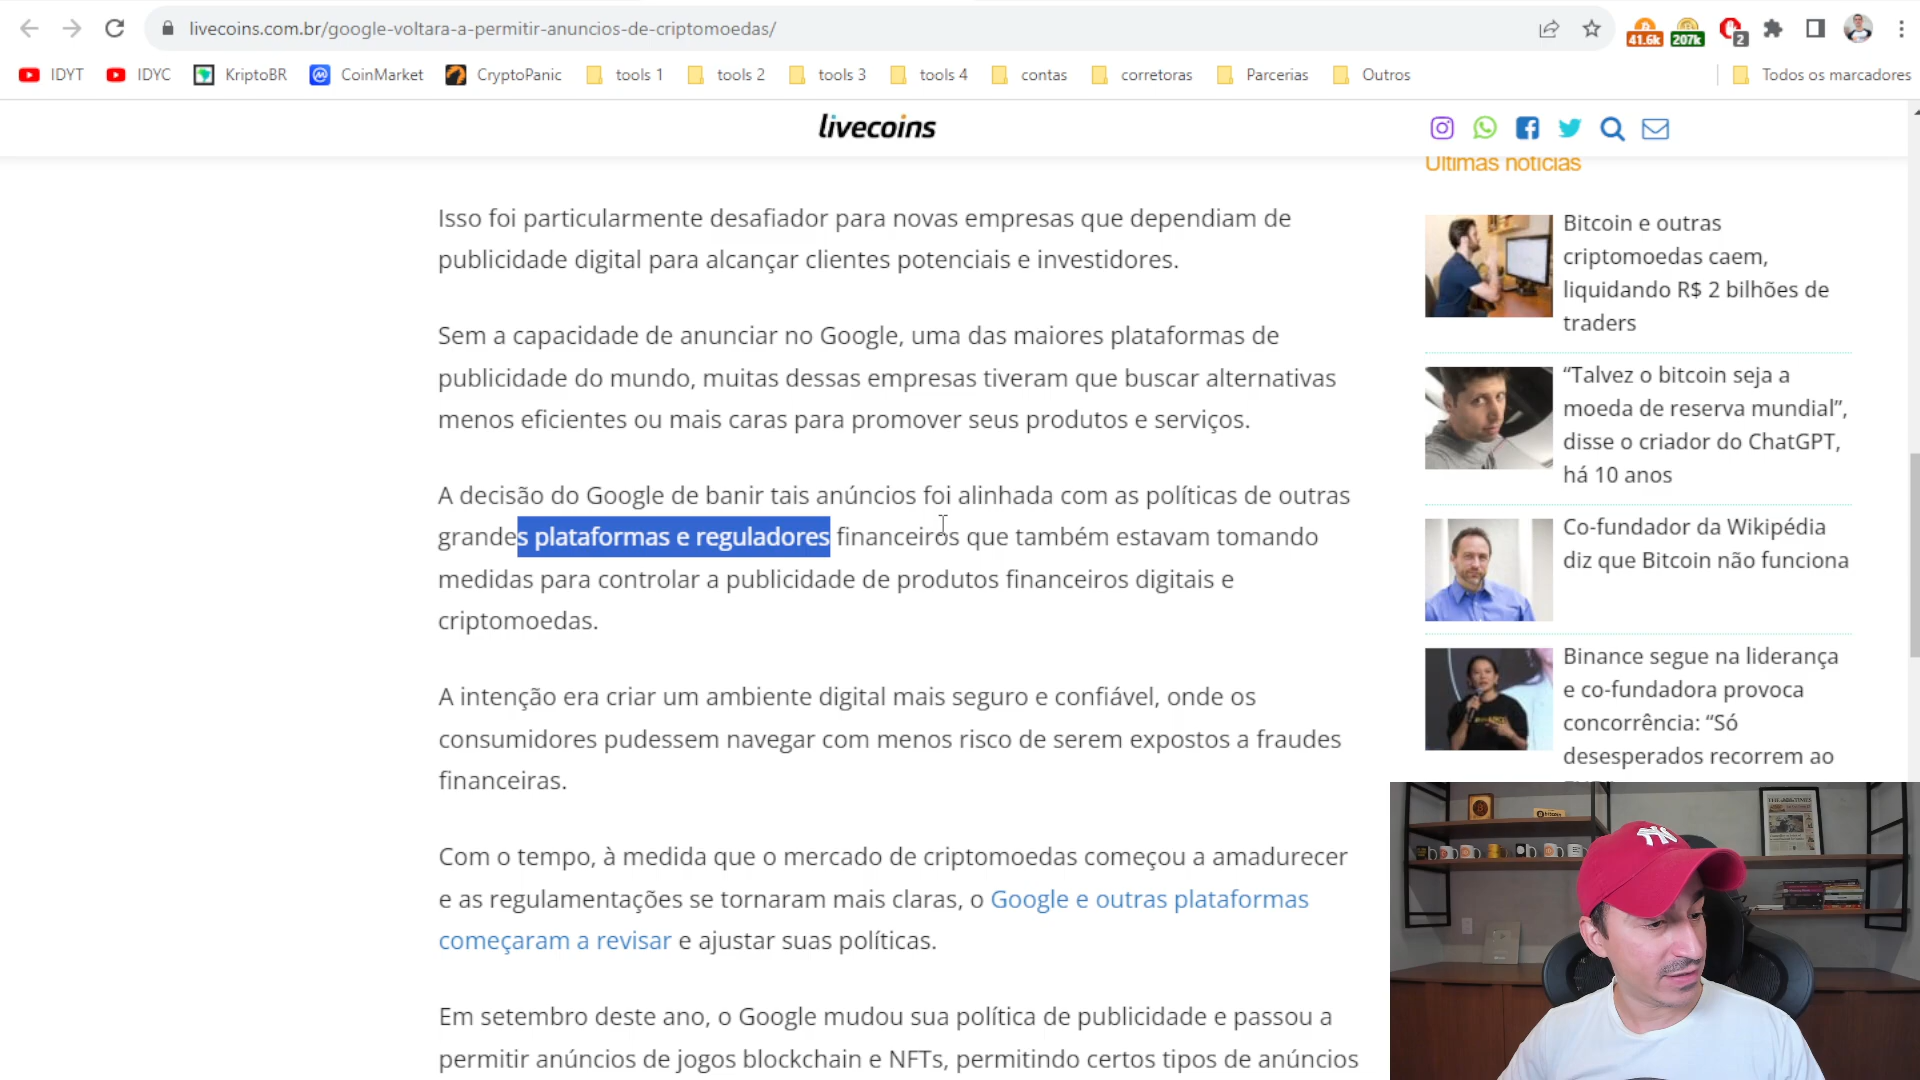 livecoins.com.br/google-voltara-a-permitir-anuncios-de-criptomoedas/
41.6k
207k
2
IDYT
IDYC
KriptoBR
CoinMarket
CryptoPanic
tools 1
tools 2
tools 3
tools 4
contas
corretoras
Parcerias
Outros
Todos os marcadores
livecoins
Isso foi particularmente desafiador para novas empresas que dependiam de
publicidade digital para alcançar clientes potenciais e investidores.
Sem a capacidade de anunciar no Google, uma das maiores plataformas de
publicidade do mundo, muitas dessas empresas tiveram que buscar alternativas
menos eficientes ou mais caras para promover seus produtos e serviços.
A decisão do Google de banir tais anúncios foi alinhada com as políticas de outras
grandes plataformas e reguladores financeiros que também estavam tomando
medidas para controlar a publicidade de produtos financeiros digitais e
criptomoedas.
A intenção era criar um ambiente digital mais seguro e confiável, onde os
consumidores pudessem navegar com menos risco de serem expostos a fraudes
financeiras.
Com o tempo, à medida que o mercado de criptomoedas começou a amadurecer
e as regulamentações se tornaram mais claras, o Google e outras plataformas
começaram a revisar e ajustar suas políticas.
Em setembro deste ano, o Google mudou sua política de publicidade e passou a
permitir anúncios de jogos blockchain e NFTs, permitindo certos tipos de anúncios
Últimas notícias
Bitcoin e outras
criptomoedas caem,
liquidando R$ 2 bilhões de
traders
“Talvez o bitcoin seja a
moeda de reserva mundial”,
disse o criador do ChatGPT,
há 10 anos
Co-fundador da Wikipédia
diz que Bitcoin não funciona
Binance segue na liderança
e co-fundadora provoca
concorrência: “Só
desesperados recorrem ao